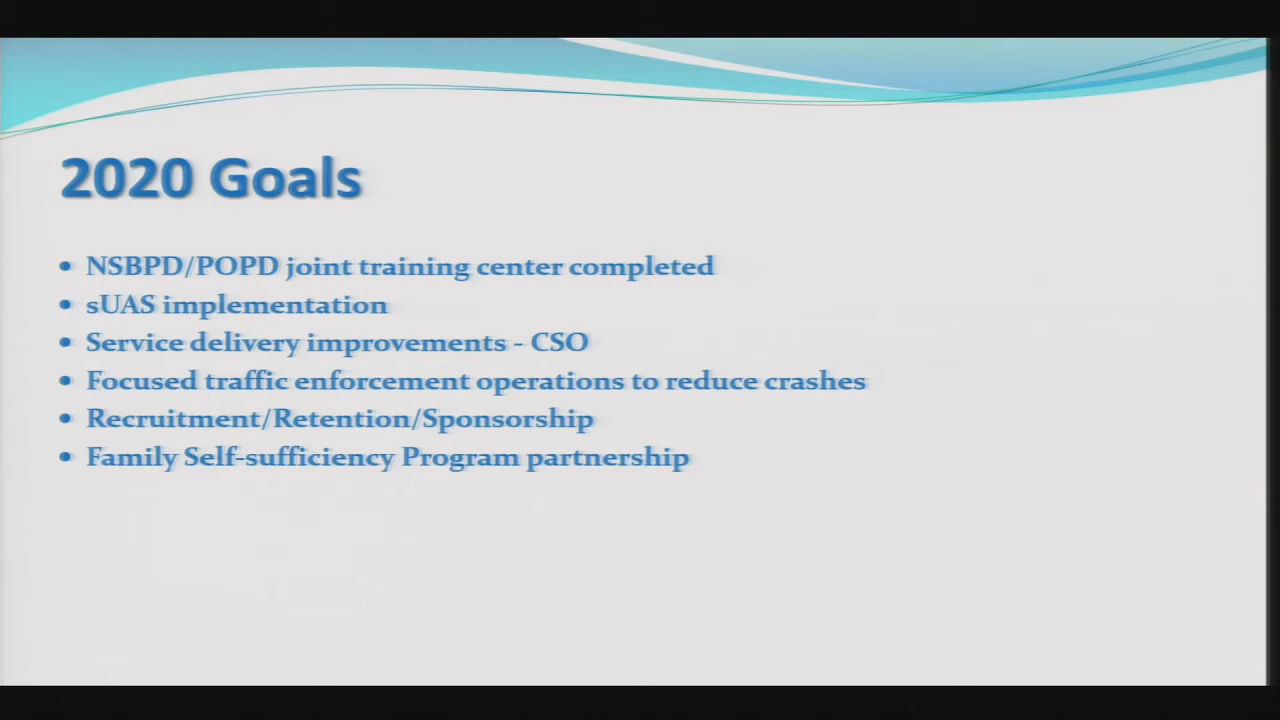 2020 Goals
• NSBPD/POPD joint training center completed
• sUAS implementation
• Service delivery improvements - CSO
• Focused traffic enforcement operations to reduce crashes
• Recruitment/Retention/Sponsorship
• Family Self-sufficiency Program partnership